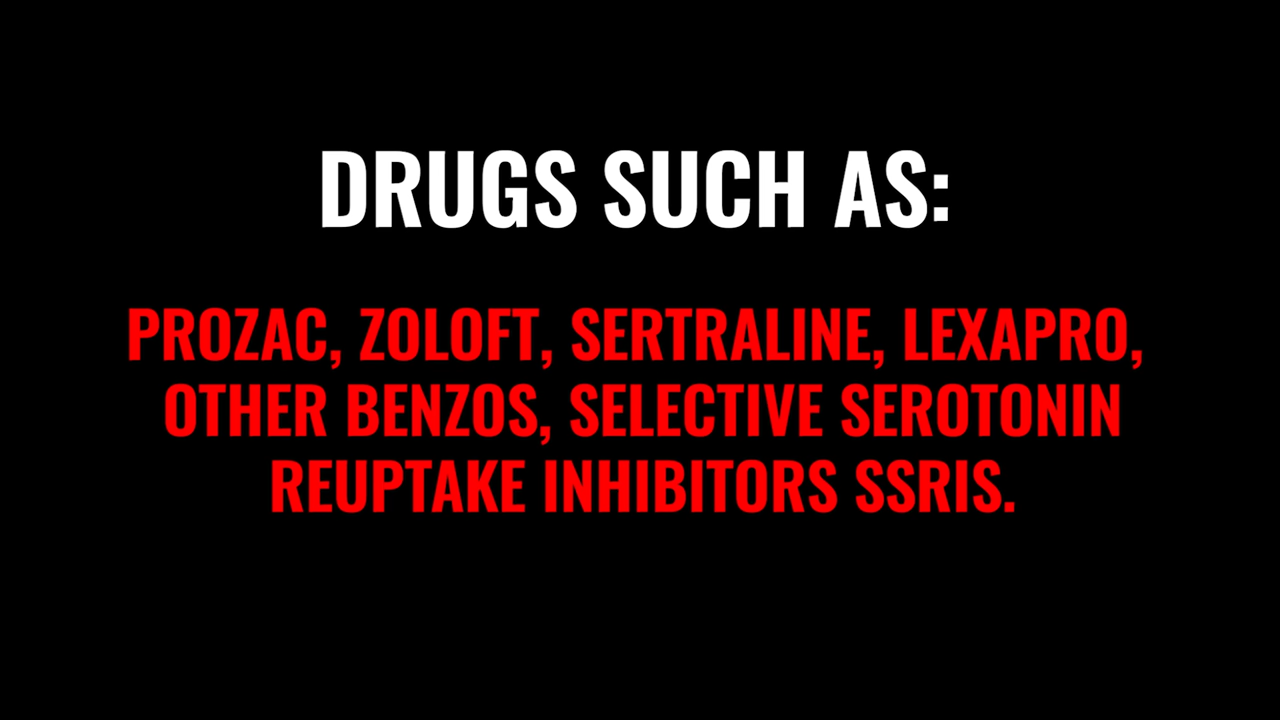 DRUGS SUCH AS:
PROZAC, ZOLOFT, SERTRALINE, LEXAPRO,
OTHER BENZOS, SELECTIVE SEROTONIN
REUPTAKE INHIBITORS SSRIS.